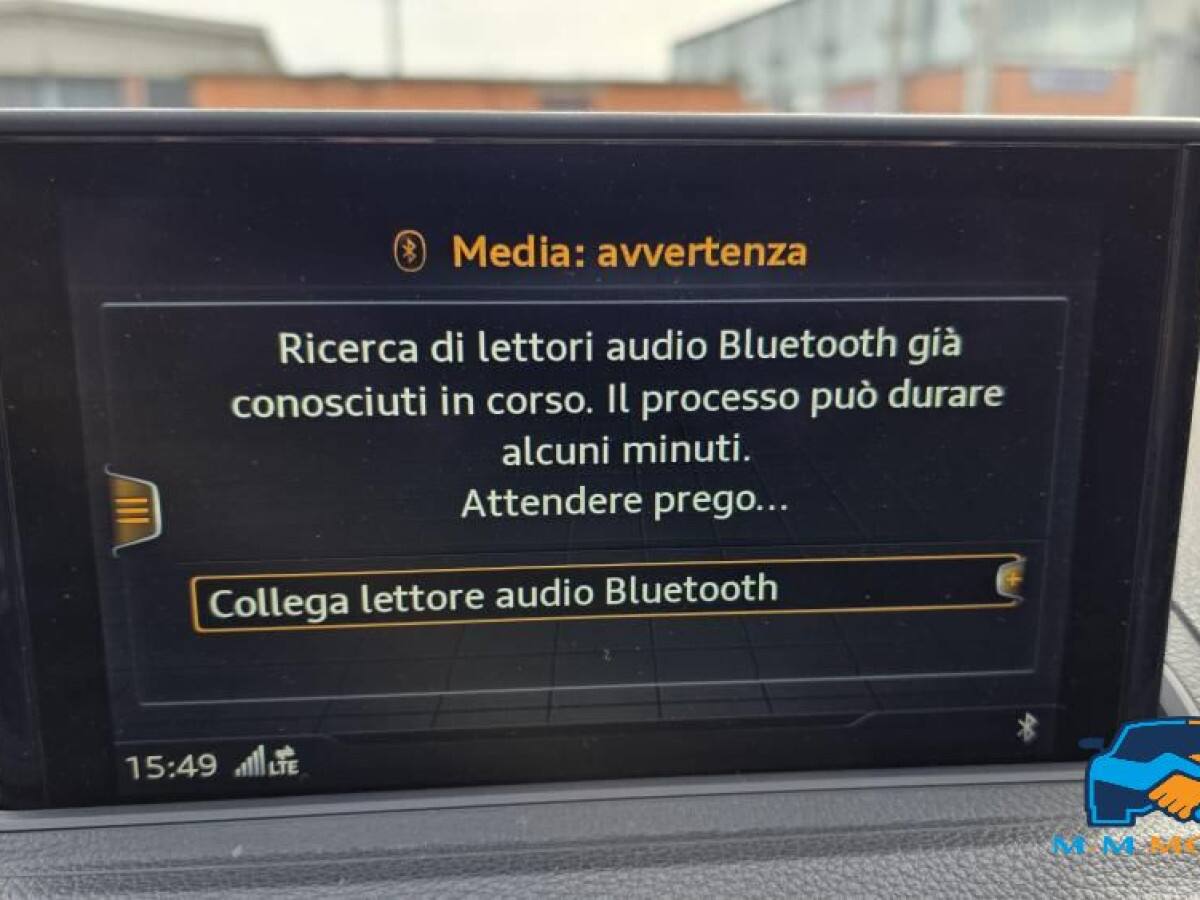 Media: avvertenza
Ricerca di lettori audio Bluetooth già
conosciuti in corso. Il processo può durare
alcuni minuti.
Attendere prego...
Collega lettore audio Bluetooth
15:49 LTE
M M MO